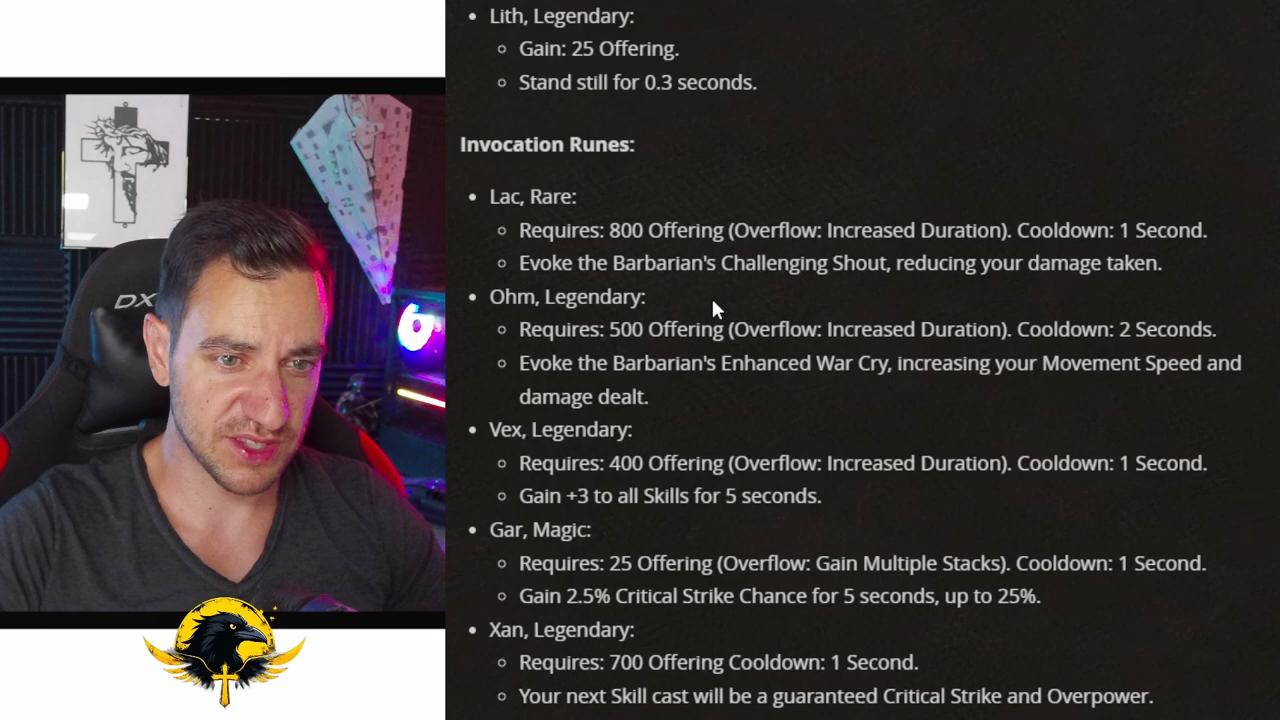 Lith, Legendary:
Gain: 25 Offering.
Stand still for 0.3 seconds.
Invocation Runes:
Lac, Rare:
Requires: 800 Offering (Overflow: Increased Duration). Cooldown: 1 Second.
Evoke the Barbarian's Challenging Shout, reducing your damage taken.
Ohm, Legendary:
Requires: 500 Offering (Overflow: Increased Duration). Cooldown: 2 Seconds.
Evoke the Barbarian's Enhanced War Cry, increasing your Movement Speed and
damage dealt.
Vex, Legendary:
Requires: 400 Offering (Overflow: Increased Duration). Cooldown: 1 Second.
Gain +3 to all Skills for 5 seconds.
Gar, Magic:
Requires: 25 Offering (Overflow: Gain Multiple Stacks). Cooldown: 1 Second.
Gain 2.5% Critical Strike Chance for 5 seconds, up to 25%.
Xan, Legendary:
Requires: 700 Offering Cooldown: 1 Second.
Your next Skill cast will be a guaranteed Critical Strike and Overpower.